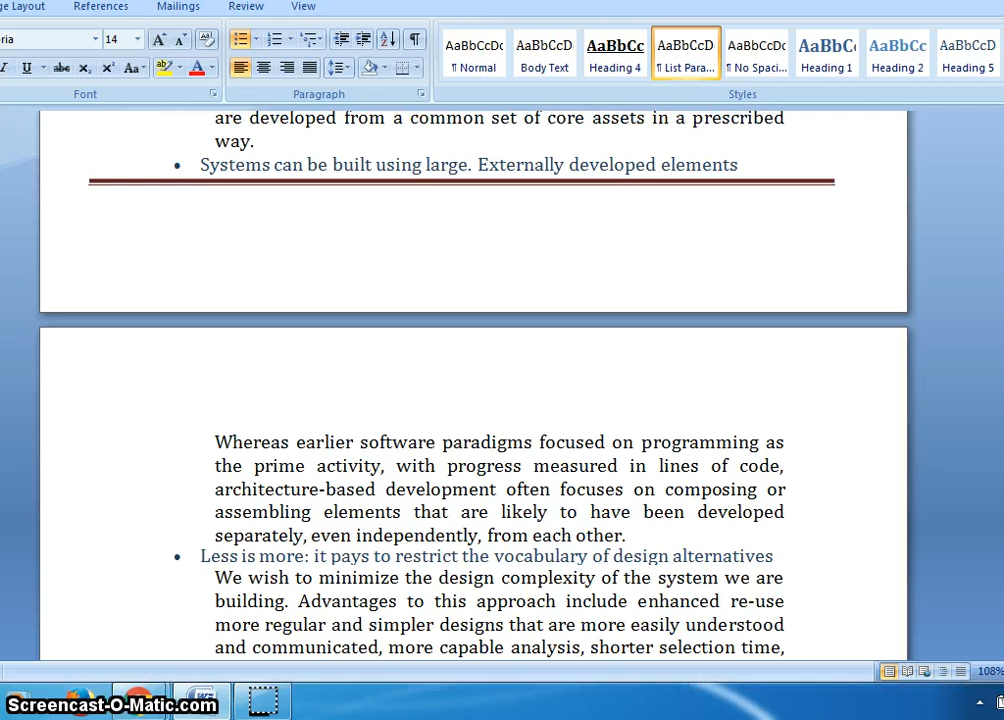 ge Layout References Mailings Review View
ria 14
Font Paragraph Styles
AaBbCcDc AaBbCcD AaBbCc AaBbCcD AaBbCcDc AaBbC AaBbCc AaBbCcD
¶ Normal Body Text Heading 4 ¶ List Para... ¶ No Spaci... Heading 1 Heading 2 Heading 5
are developed from a common set of core assets in a prescribed
way.
• Systems can be built using large. Externally developed elements
Whereas earlier software paradigms focused on programming as
the prime activity, with progress measured in lines of code,
architecture-based development often focuses on composing or
assembling elements that are likely to have been developed
separately, even independently, from each other.
• Less is more: it pays to restrict the vocabulary of design alternatives
We wish to minimize the design complexity of the system we are
building. Advantages to this approach include enhanced re-use
more regular and simpler designs that are more easily understood
and communicated, more capable analysis, shorter selection time,
108%
Screencast-O-Matic.com